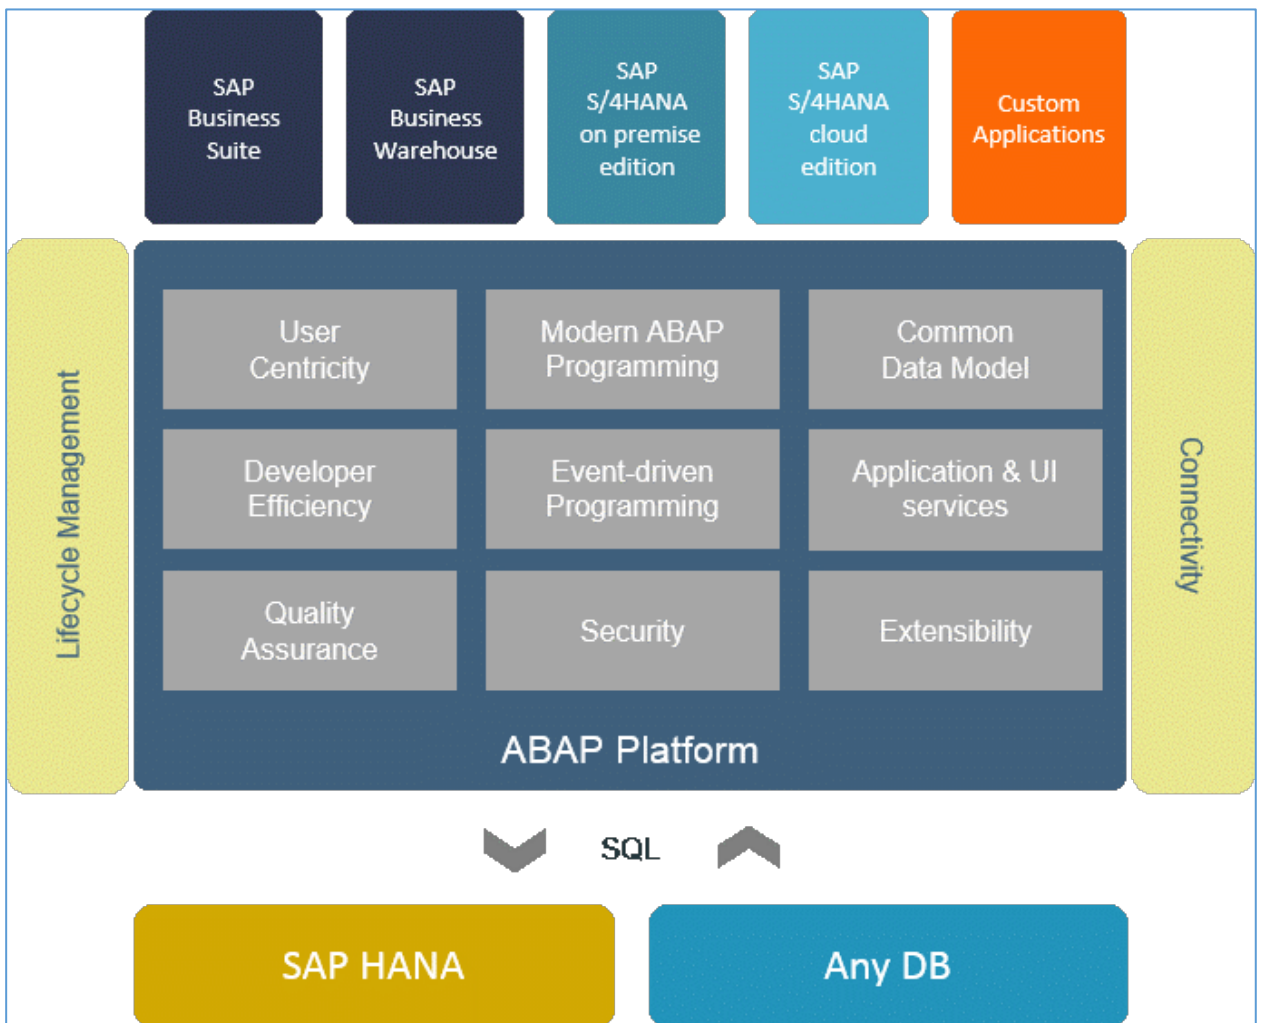 SAP
Business
Suite
SAP
Business
Warehouse
SAP
S/4HANA
on premise
edition
SAP
S/4HANA
cloud
edition
Custom
Applications
Lifecycle Management
User
Centricity
Modern ABAP
Programming
Common
Data Model
Developer
Efficiency
Event-driven
Programming
Application & UI
services
Quality
Assurance
Security
Extensibility
ABAP Platform
Connectivity
SQL
SAP HANA
Any DB